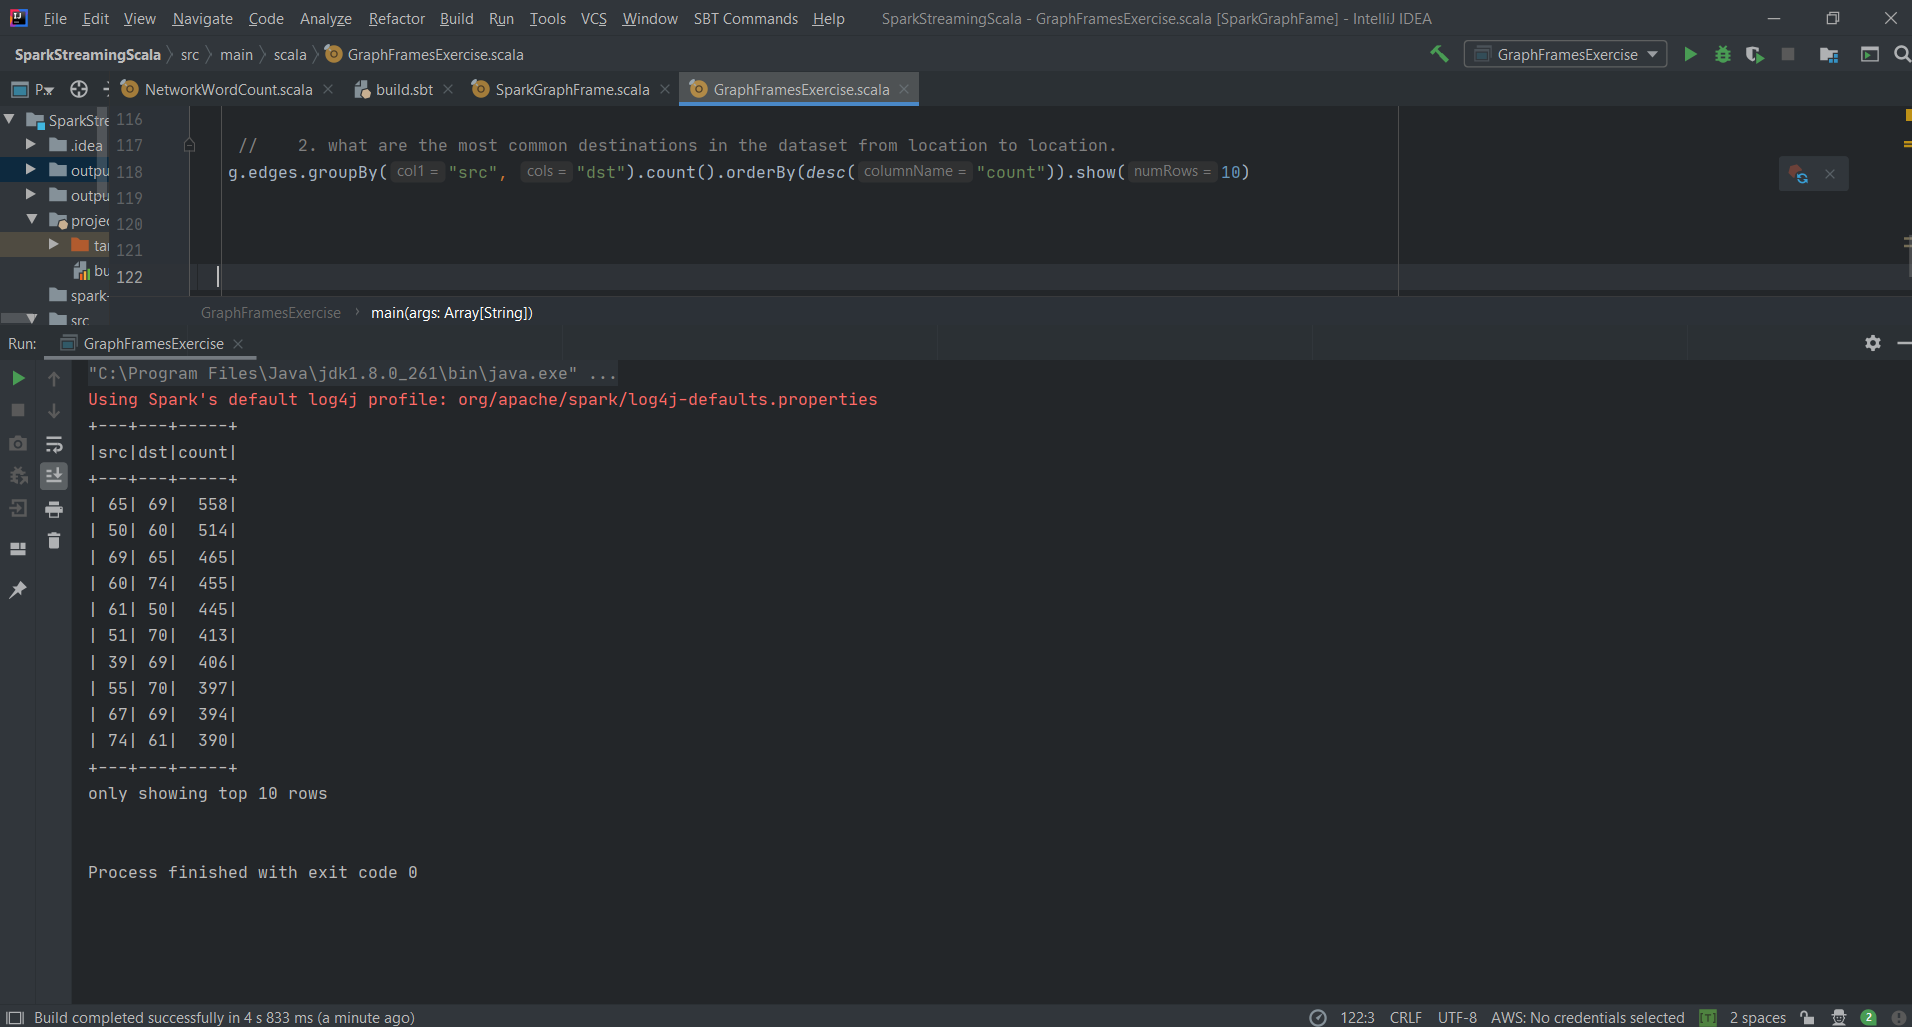 File Edit View Navigate Code Analyze Refactor Build Run Tools VCS Window SBT Commands Help SparkStreamingScala - GraphFramesExercise.scala [SparkGraphFame] - IntelliJ IDEA
SparkStreamingScala src main scala GraphFramesExercise.scala GraphFramesExercise
P.. NetworkWordCount.scala build.sbt SparkGraphFrame.scala GraphFramesExercise.scala
SparkStre
.idea
outpu
outpu
projec
tar
bu
spark-
src
116
117 // 2. what are the most common destinations in the dataset from location to location.
118 g.edges.groupBy( col1 = "src", cols = "dst").count().orderBy(desc( columnName = "count")).show( numRows = 10)
119
120
121
122
GraphFramesExercise › main(args: Array[String])
Run: GraphFramesExercise
"C:\Program Files\Java\jdk1.8.0_261\bin\java.exe" ...
Using Spark's default log4j profile: org/apache/spark/log4j-defaults.properties
+---+---+-----+
|src|dst|count|
+---+---+-----+
| 65| 69|  558|
| 50| 60|  514|
| 69| 65|  465|
| 60| 74|  455|
| 61| 50|  445|
| 51| 70|  413|
| 39| 69|  406|
| 55| 70|  397|
| 67| 69|  394|
| 74| 61|  390|
+---+---+-----+
only showing top 10 rows
Process finished with exit code 0
Build completed successfully in 4 s 833 ms (a minute ago) 122:3 CRLF UTF-8 AWS: No credentials selected [T] 2 spaces 2